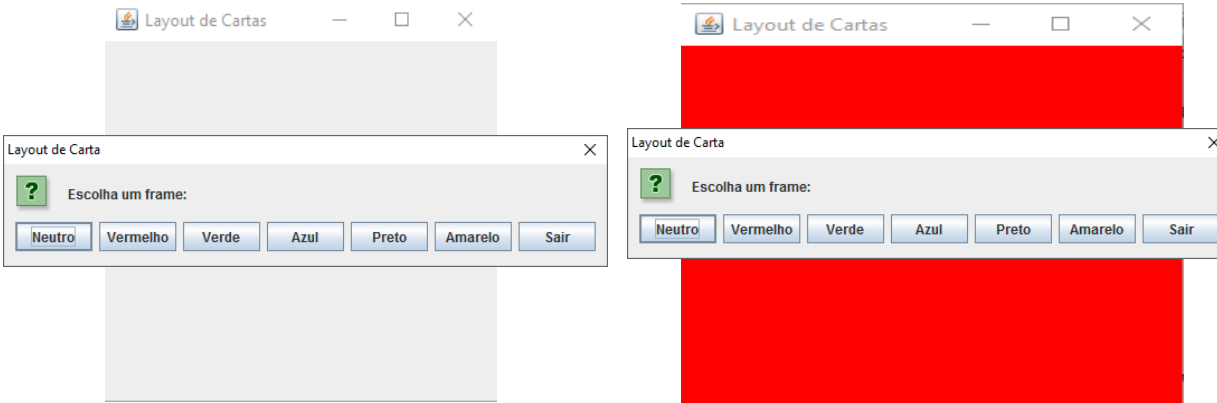 Layout de Cartas
Layout de Carta
?
Escolha um frame:
Neutro Vermelho Verde Azul Preto Amarelo Sair
Layout de Cartas
Layout de Carta
?
Escolha um frame:
Neutro Vermelho Verde Azul Preto Amarelo Sair